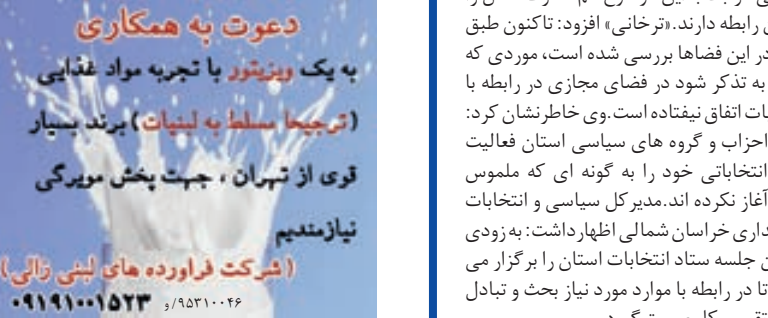 رابطه دارند.«ترخانی» افزود: تاکنون طبق
در این فضاها بررسی شده است، موردی که
به تذکر شود در فضای مجازی در رابطه با
اتفاق نیفتاده است.وی خاطرنشان کرد:
احزاب و گروه های سیاسی استان فعالیت
انتخاباتی خود را به گونه ای که ملموس
آغاز نکرده اند.مدیرکل سیاسی و انتخابات
خراسان شمالی اظهارداشت: به زودی
جلسه ستاد انتخابات استان را برگزار می
تا در رابطه با موارد مورد نیاز بحث و تبادل
دعوت به همکاری
به یک ویزیتور با تجربه مواد غذایی
(ترجیحا مسلط به لبنیات) برند بسیار
قوی از تهران ، جهت پخش مویرگی
نیازمندیم
(شرکت فراورده های لبنی زالی)
۰۹۱۹۱۰۰۱۵۲۳ ۹۵۳۱۰۰۴۶/و